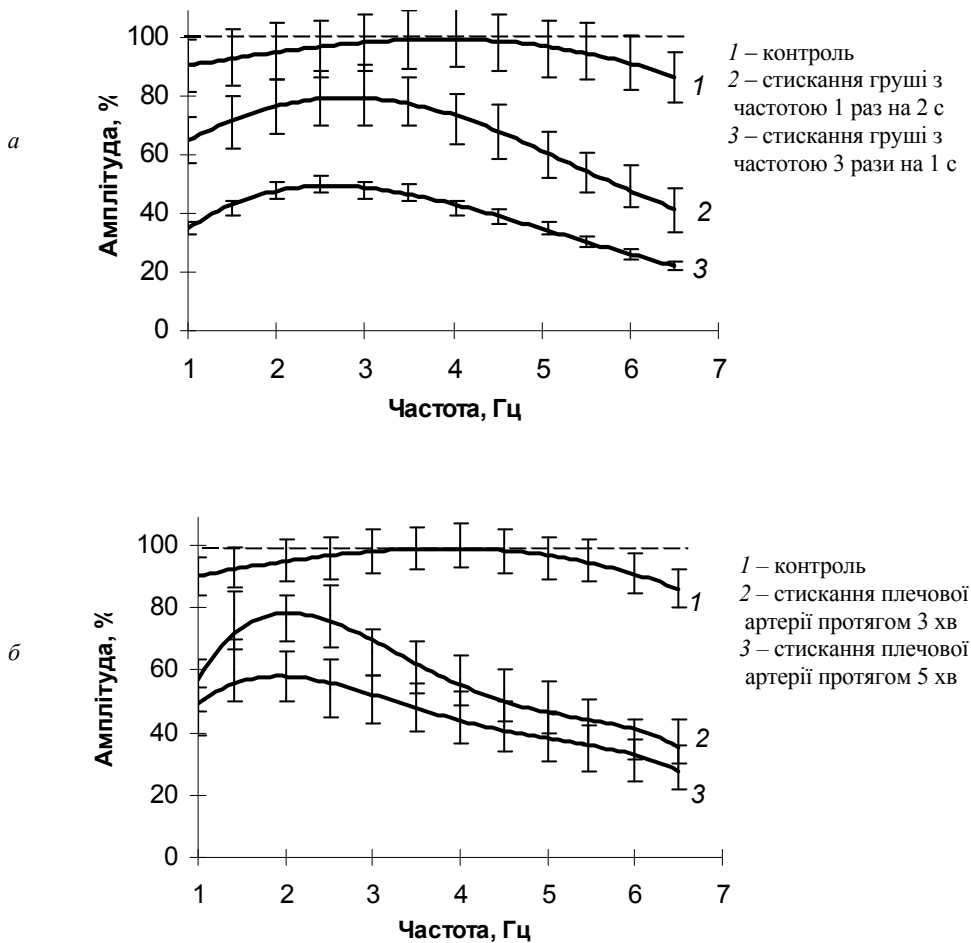 а
Амплітуда, %
100
80
60
40
20
0
1 2 3 4 5 6 7
Частота, Гц
1
2
3
1 – контроль
2 – стискання груші з
частотою 1 раз на 2 с
3 – стискання груші з
частотою 3 рази на 1 с
б
Амплітуда, %
100
80
60
40
20
0
1 2 3 4 5 6 7
Частота, Гц
1
2
3
1 – контроль
2 – стискання плечової
артерії протягом 3 хв
3 – стискання плечової
артерії протягом 5 хв